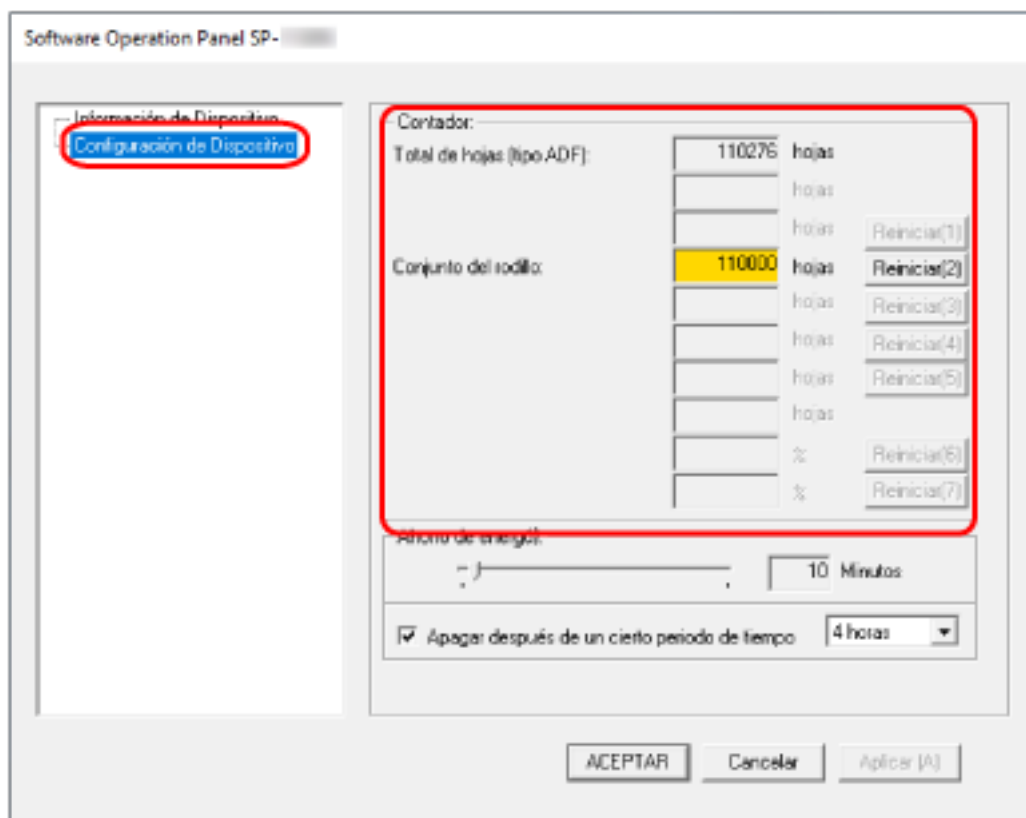 Software Operation Panel SP-
Información de Dispositivo
Configuración de Dispositivo
Contador:
Total de hojas (tipo ADF): 110276 hojas
hojas
hojas Reiniciar(1)
Conjunto del rodillo: 110000 hojas Reiniciar(2)
hojas Reiniciar(3)
hojas Reiniciar(4)
hojas Reiniciar(5)
hojas
% Reiniciar(6)
% Reiniciar(7)
Ahorro de
10 Minutos
Apagar después de un cierto periodo de tiempo 4 horas
ACEPTAR Cancelar Aplicar (A)